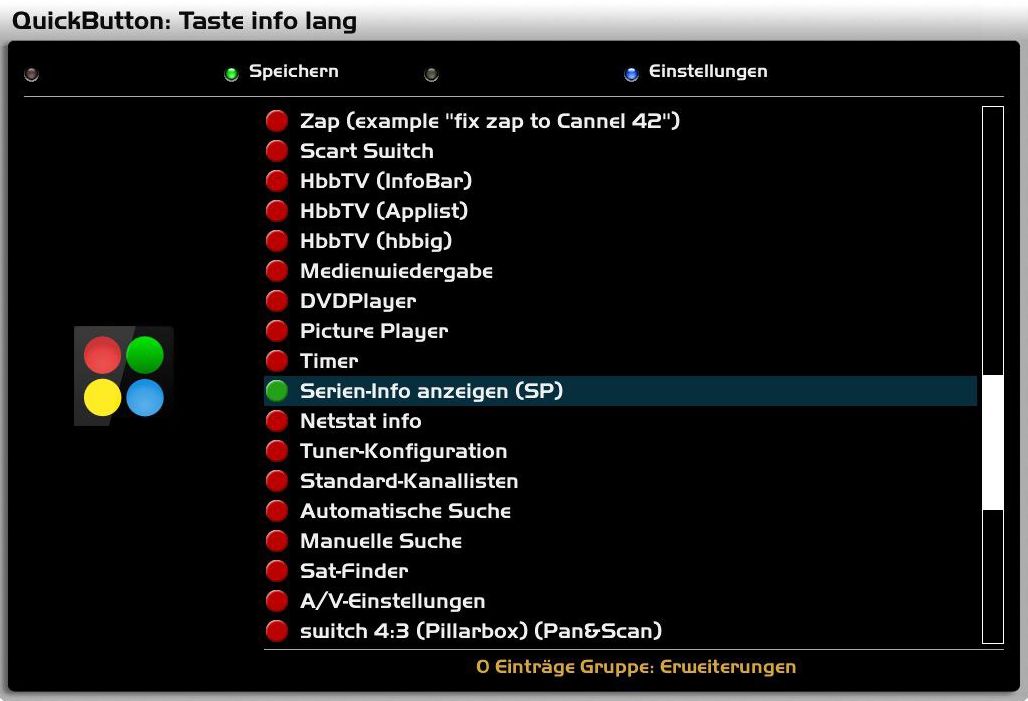 QuickButton: Taste info lang
Speichern
Einstellungen
Zap (example "fix zap to Cannel 42")
Scart Switch
HbbTV (InfoBar)
HbbTV (Applist)
HbbTV (hbbig)
Medienwiedergabe
DVDPlayer
Picture Player
Timer
Serien-Info anzeigen (SP)
Netstat info
Tuner-Konfiguration
Standard-Kanallisten
Automatische Suche
Manuelle Suche
Sat-Finder
A/V-Einstellungen
switch 4:3 (Pillarbox) (Pan&Scan)
0 Einträge Gruppe: Erweiterungen